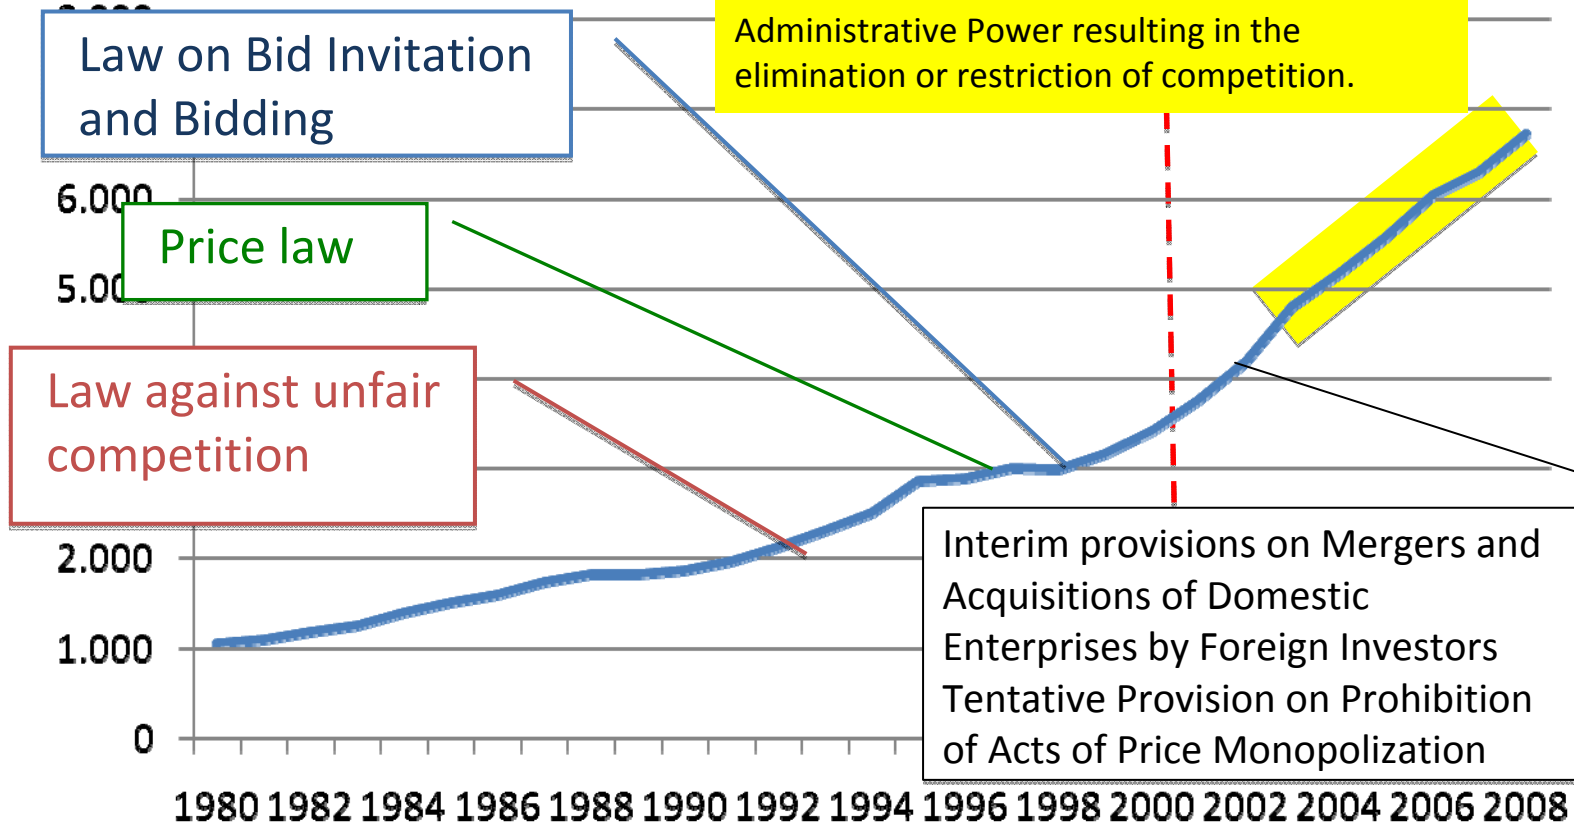 Law on Bid Invitation
and Bidding
Administrative Power resulting in the
elimination or restriction of competition.
6.000
Price law
5.000
Law against unfair
competition
2.000
1.000
0
Interim provisions on Mergers and
Acquisitions of Domestic
Enterprises by Foreign Investors
Tentative Provision on Prohibition
of Acts of Price Monopolization
1980 1982 1984 1986 1988 1990 1992 1994 1996 1998 2000 2002 2004 2006 2008